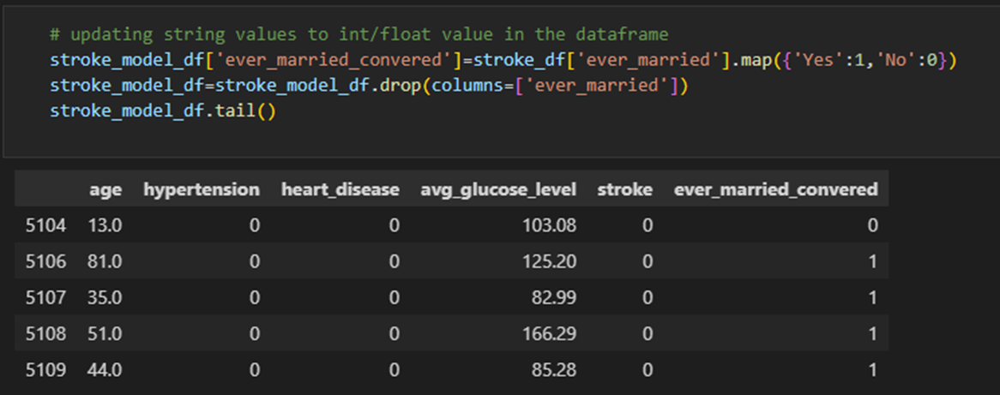 # updating string values to int/float value in the dataframe
stroke_model_df['ever_married_convered']=stroke_df['ever_married'].map({'Yes':1,'No':0})
stroke_model_df=stroke_model_df.drop(columns=['ever_married'])
stroke_model_df.tail()
age hypertension heart_disease avg_glucose_level stroke ever_married_convered
5104 13.0 0 0 103.08 0 0
5106 81.0 0 0 125.20 0 1
5107 35.0 0 0 82.99 0 1
5108 51.0 0 0 166.29 0 1
5109 44.0 0 0 85.28 0 1